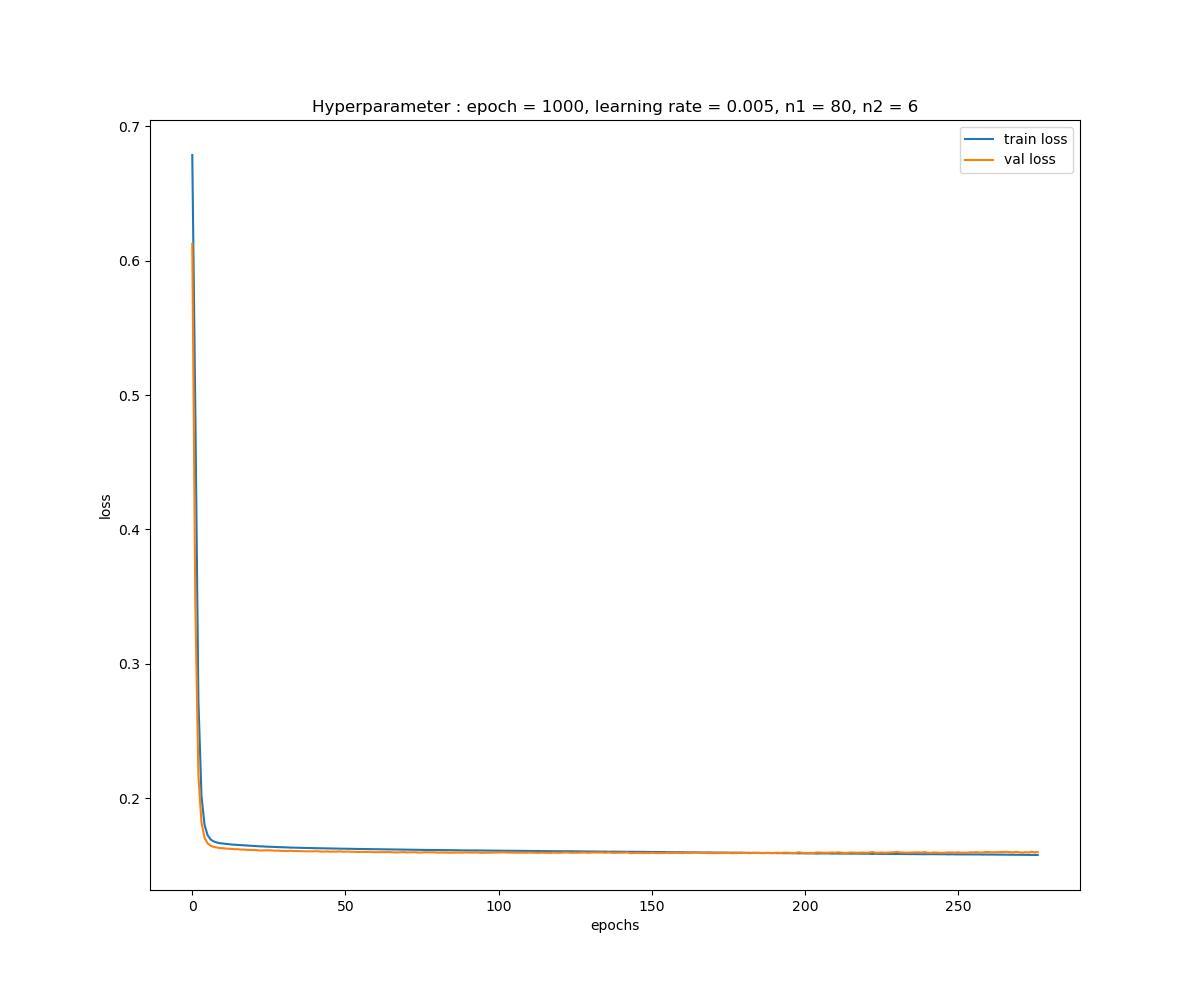 Hyperparameter : epoch = 1000, learning rate = 0.005, n1 = 80, n2 = 6
train loss
val loss
0.7
0.6
0.5
0.4
0.3
0.2
loss
0
50
100
150
200
250
epochs